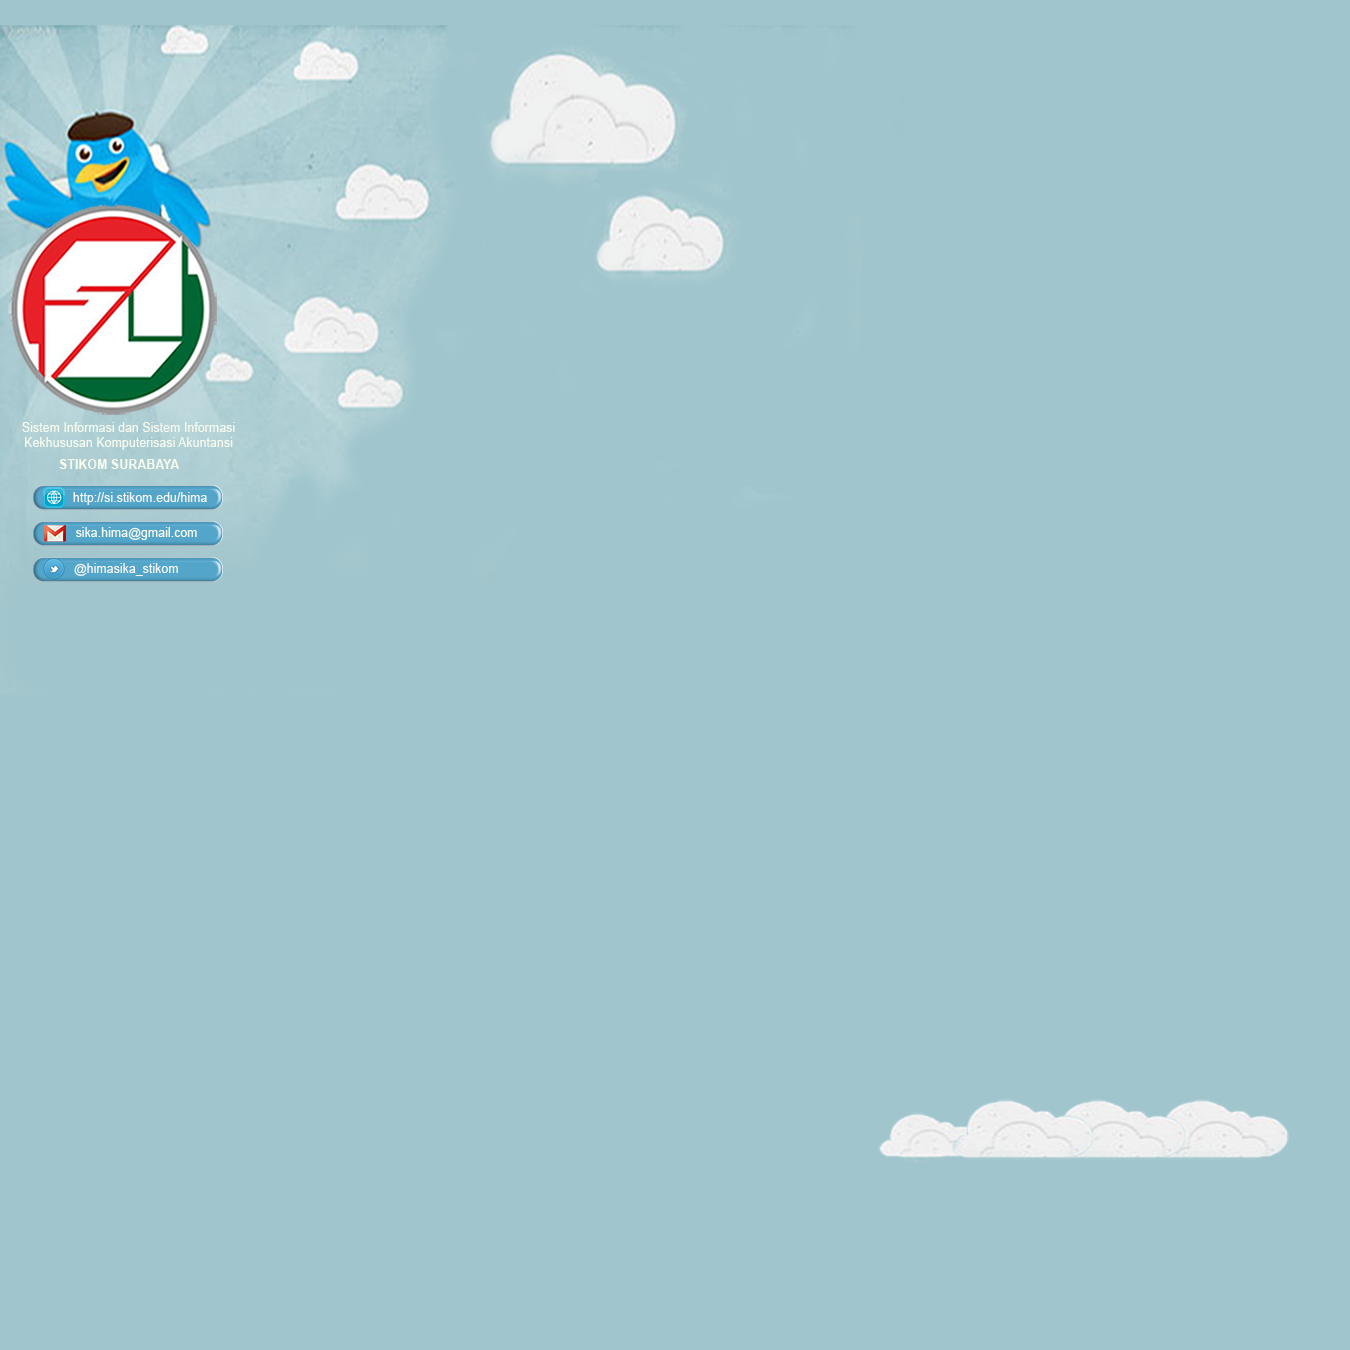 Sistem Informasi dan Sistem Informasi
Kekhususan Komputerisasi Akuntansi
STIKOM SURABAYA
http://si.stikom.edu/hima
sika.hima@gmail.com
@himasika_stikom